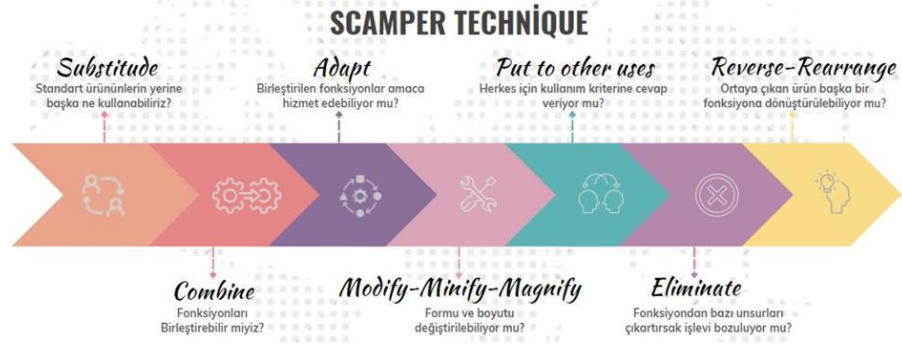 SCAMPER TECHNİQUE
Substitude
Standart ürününlerin yerine
başka ne kullanabiliriz?
Adapt
Birleştirilen fonksiyonlar amaca
hizmet edebiliyor mu?
Put to other uses
Herkes için kullanım kriterine cevap
veriyor mu?
Reverse-Rearrange
Ortaya çıkan ürün başka bir
fonksiyona dönüştürülebiliyor mu?
Combine
Fonksiyonları
Birleştirebilir miyiz?
Modify-Minify-Magnify
Formu ve boyutu
değiştirilebiliyor mu?
Eliminate
Fonksiyondan bazı unsurları
çıkartırsak işlevi bozuluyor mu?